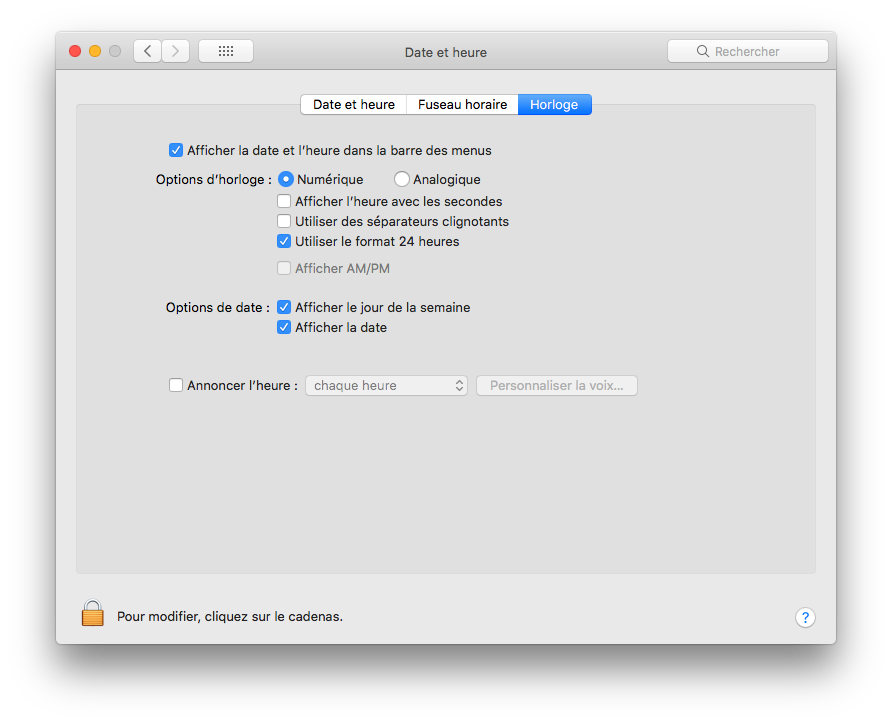 Date et heure
Rechercher
Date et heure Fuseau horaire Horloge
Afficher la date et l’heure dans la barre des menus
Options d’horloge : Numérique Analogique
Afficher l’heure avec les secondes
Utiliser des séparateurs clignotants
Utiliser le format 24 heures
Afficher AM/PM
Options de date : Afficher le jour de la semaine
Afficher la date
Annoncer l’heure : chaque heure Personnaliser la voix...
Pour modifier, cliquez sur le cadenas.
?